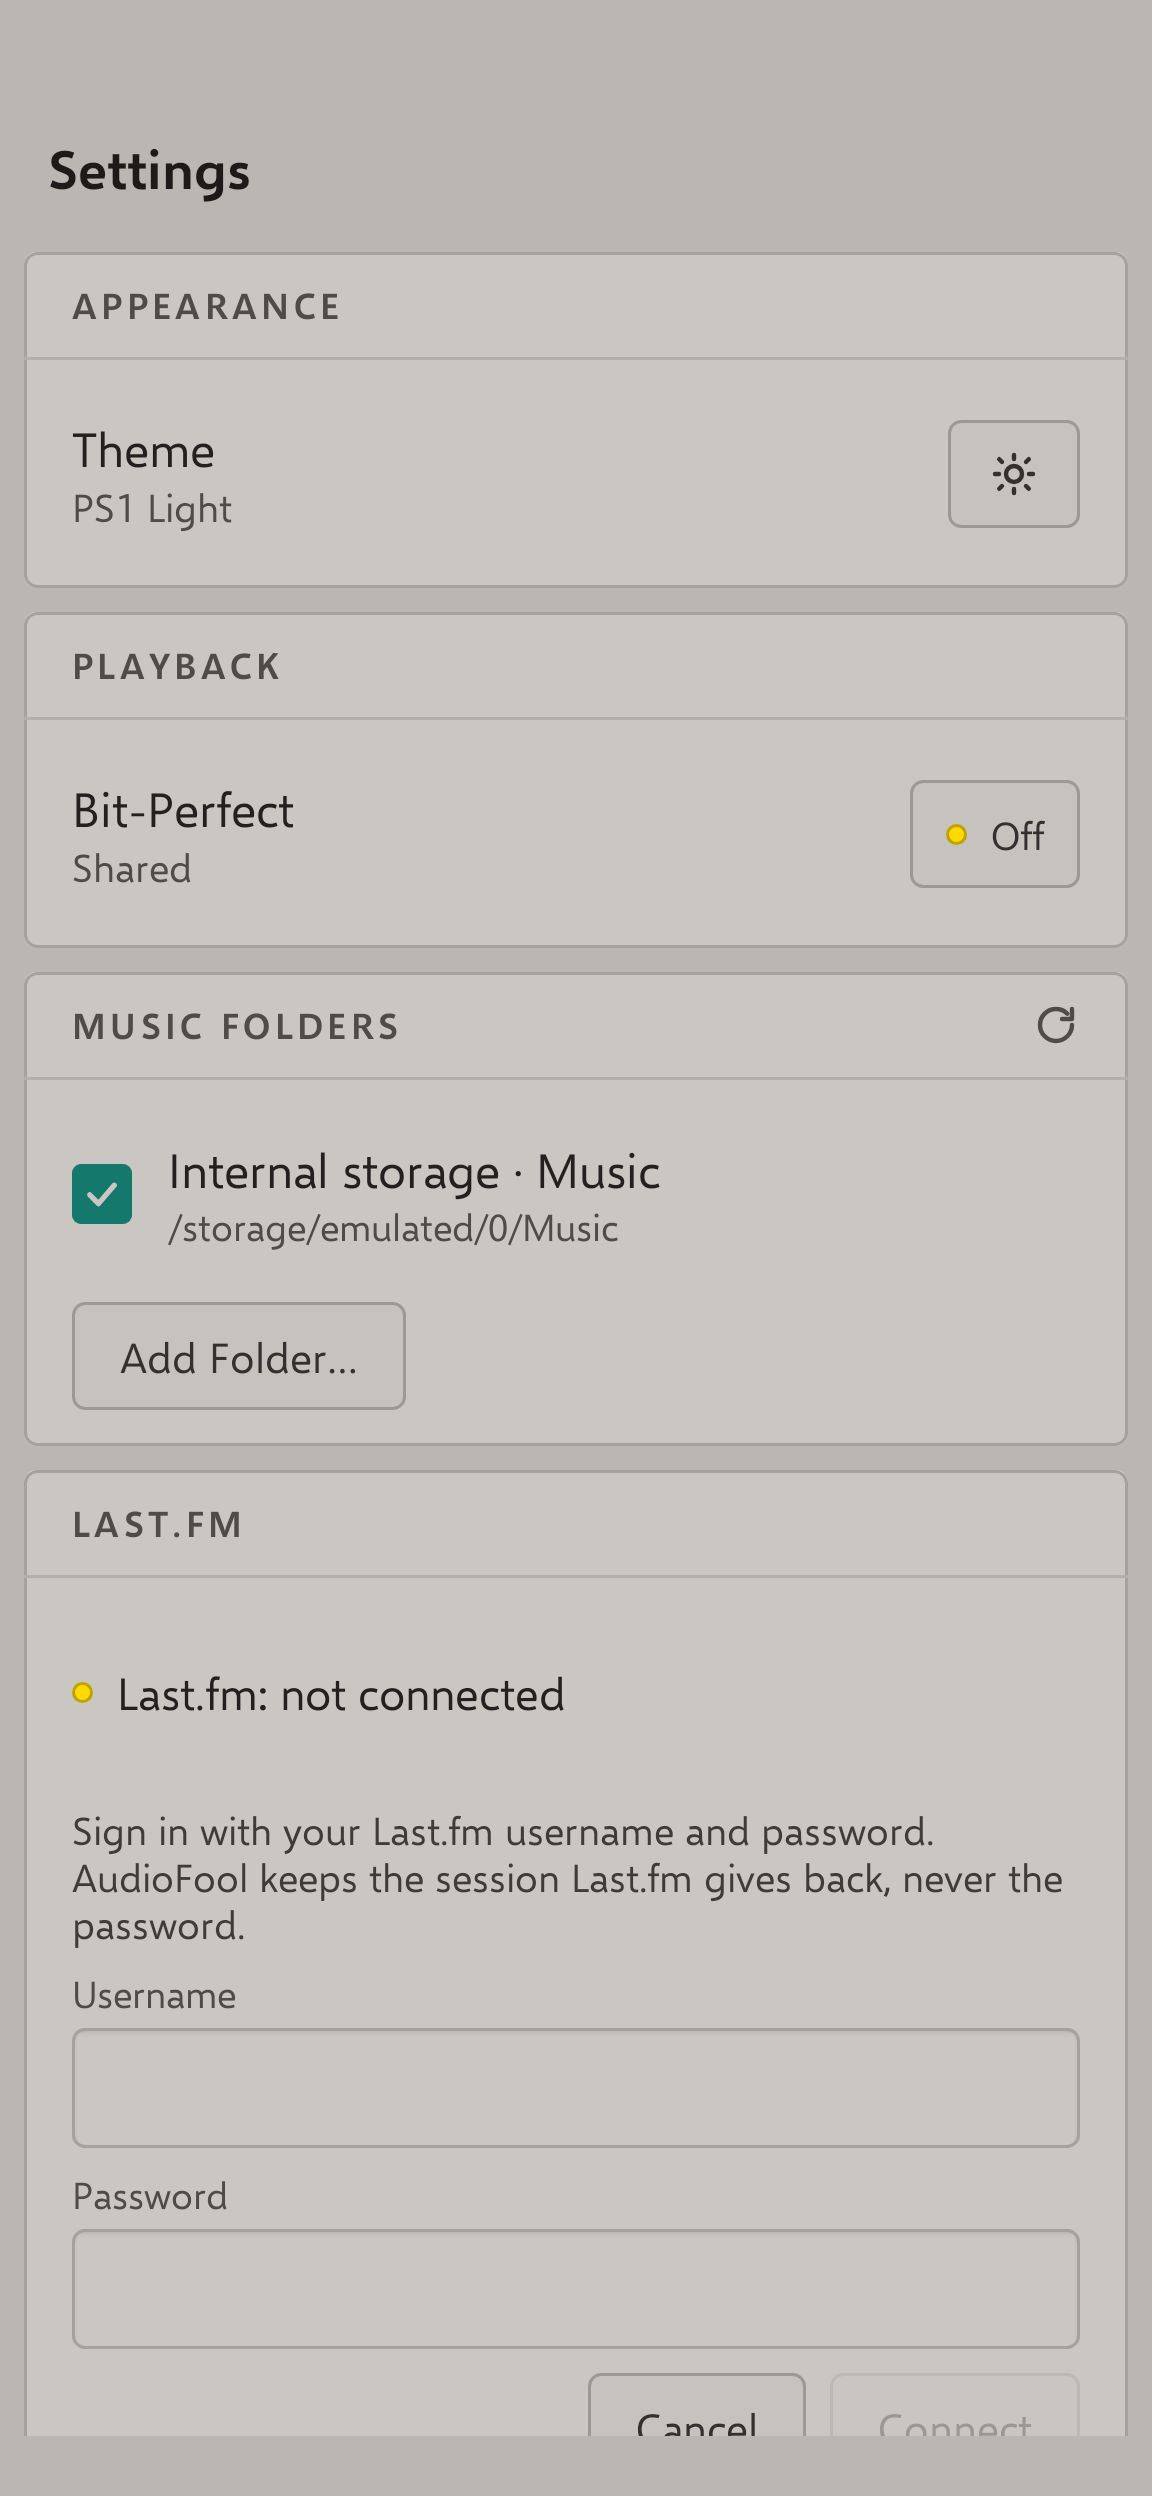 Settings
APPEARANCE
Theme
PS1 Light
PLAYBACK
Bit-Perfect
Shared
Off
MUSIC FOLDERS
Internal storage · Music
/storage/emulated/0/Music
Add Folder...
LAST.FM
Last.fm: not connected
Sign in with your Last.fm username and password.
AudioFool keeps the session Last.fm gives back, never the
password.
Username
Password
Cancel
Connect